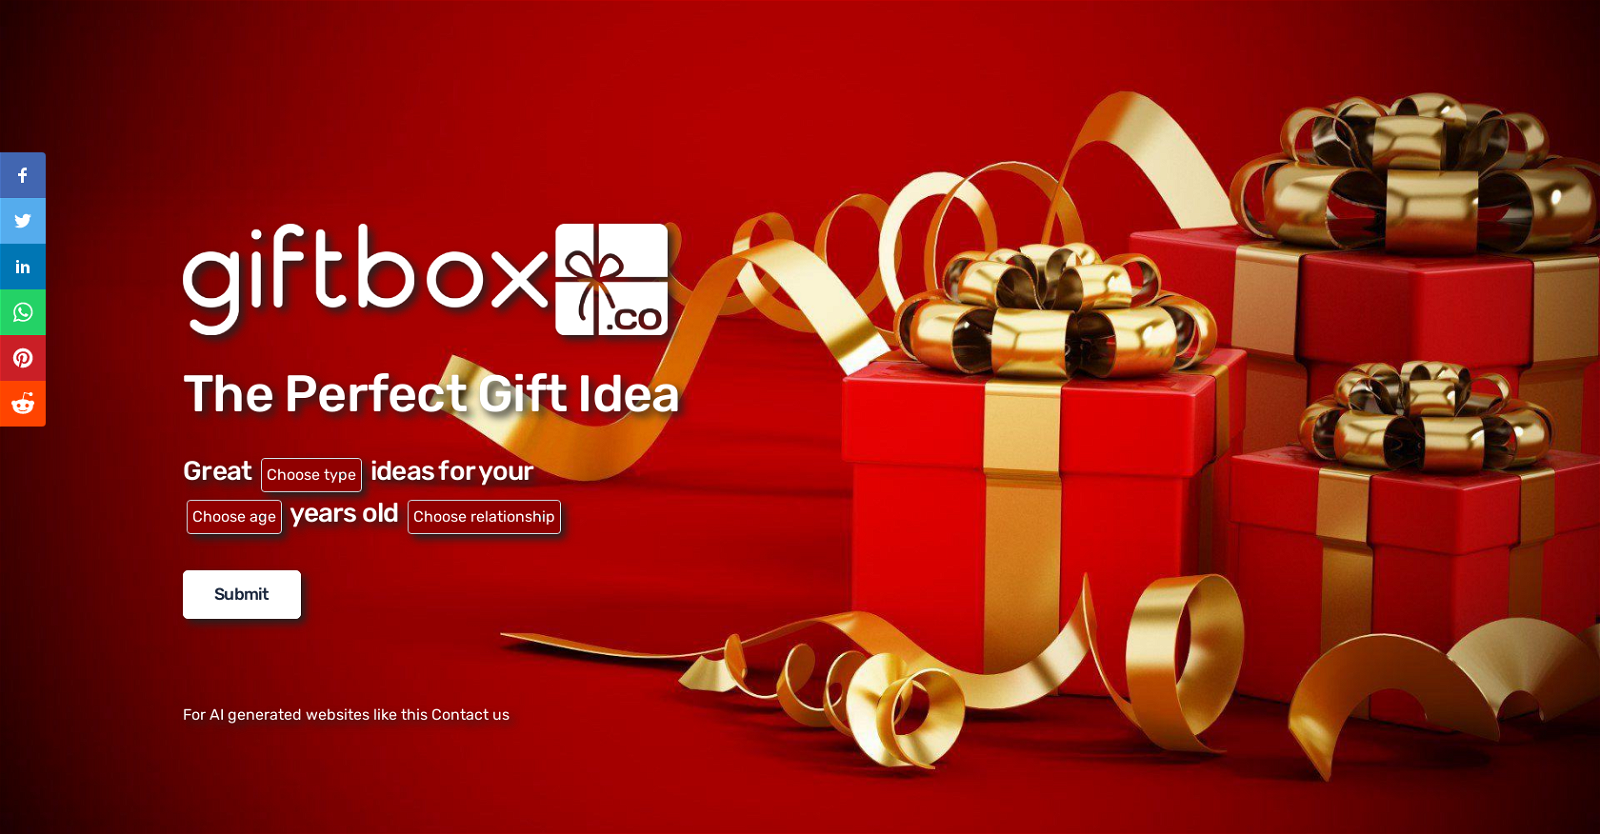 giftbox.co
The Perfect Gift Idea
Great Choose type ideas for your
Choose age years old Choose relationship
Submit
For AI generated websites like this Contact us